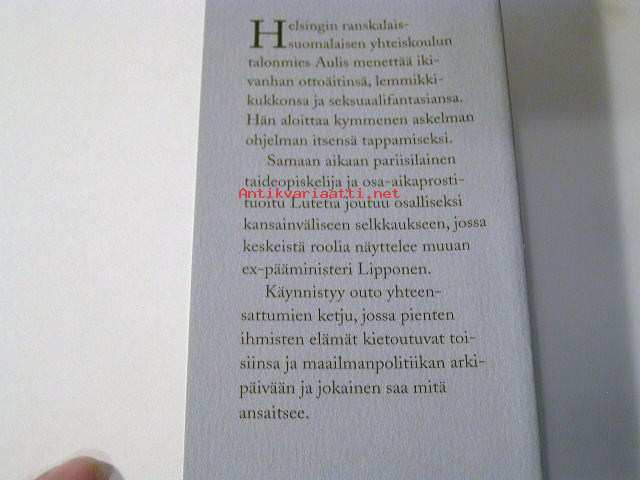 Helsingin ranskalais-
suomalaisen yhteiskoulun
talonmies Aulis menettää iki-
vanhan ottoäitinsä, lemmikki-
kukkonsa ja seksuaalifantasiansa.
Hän aloittaa kymmenen askelman
ohjelman itsensä tappamiseksi.
Samaan aikaan pariisilainen
taideopiskelija ja osa-aikaprosti-
Antikvariaatti.net
tuoitu Lutetia joutuu osalliseksi
kansainväliseen selkkaukseen, jossa
keskeistä roolia näyttelee muuan
ex-pääministeri Lipponen.
Käynnistyy outo yhteen-
sattumien ketju, jossa pienten
ihmisten elämät kietoutuvat toi-
siinsa ja maailmanpolitiikan arki-
päivään ja jokainen saa mitä
ansaitsee.